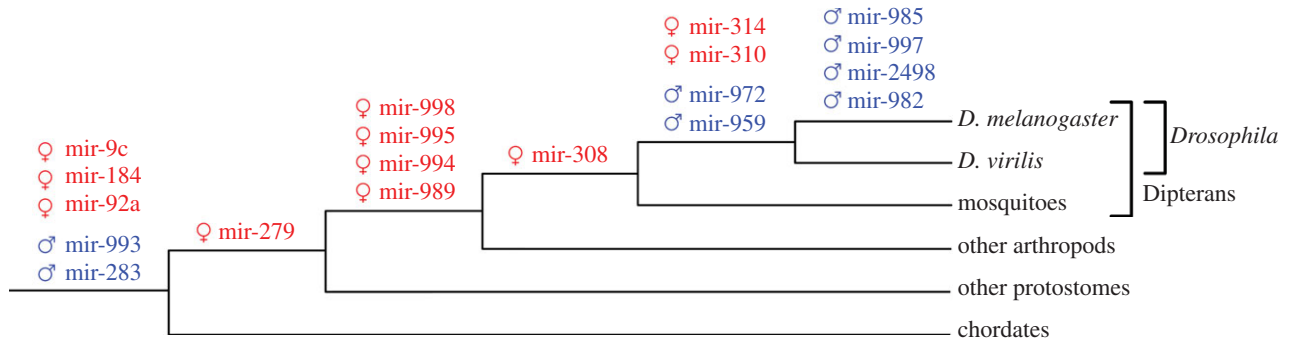 ♀ mir-9c
♀ mir-184
♀ mir-92a
♂ mir-993
♂ mir-283
♀ mir-279
♀ mir-998
♀ mir-995
♀ mir-994
♀ mir-989
♀ mir-308
♀ mir-314
♀ mir-310
♂ mir-972
♂ mir-959
♂ mir-985
♂ mir-997
♂ mir-2498
♂ mir-982
D. melanogaster
D. virilis
mosquitoes
other arthropods
other protostomes
chordates
Drosophila
Dipterans